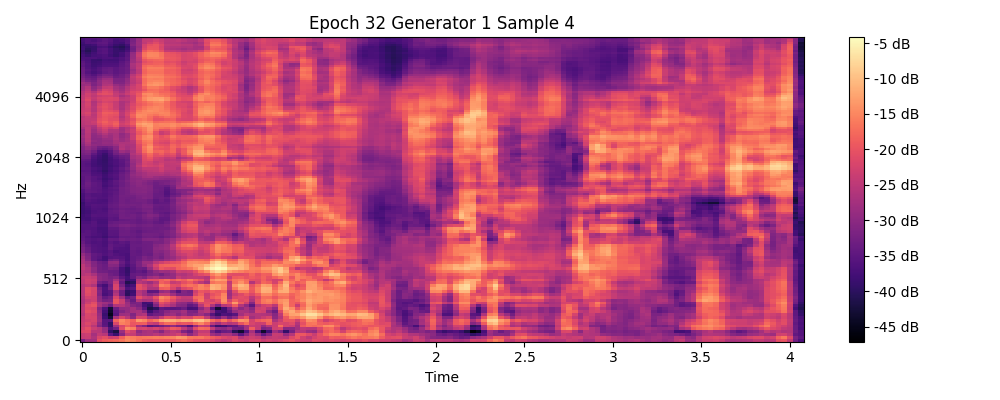 Epoch 32 Generator 1 Sample 4
Hz
4096
2048
1024
512
0
0 0.5 1 1.5 2 2.5 3 3.5 4
Time
-5 dB
-10 dB
-15 dB
-20 dB
-25 dB
-30 dB
-35 dB
-40 dB
-45 dB